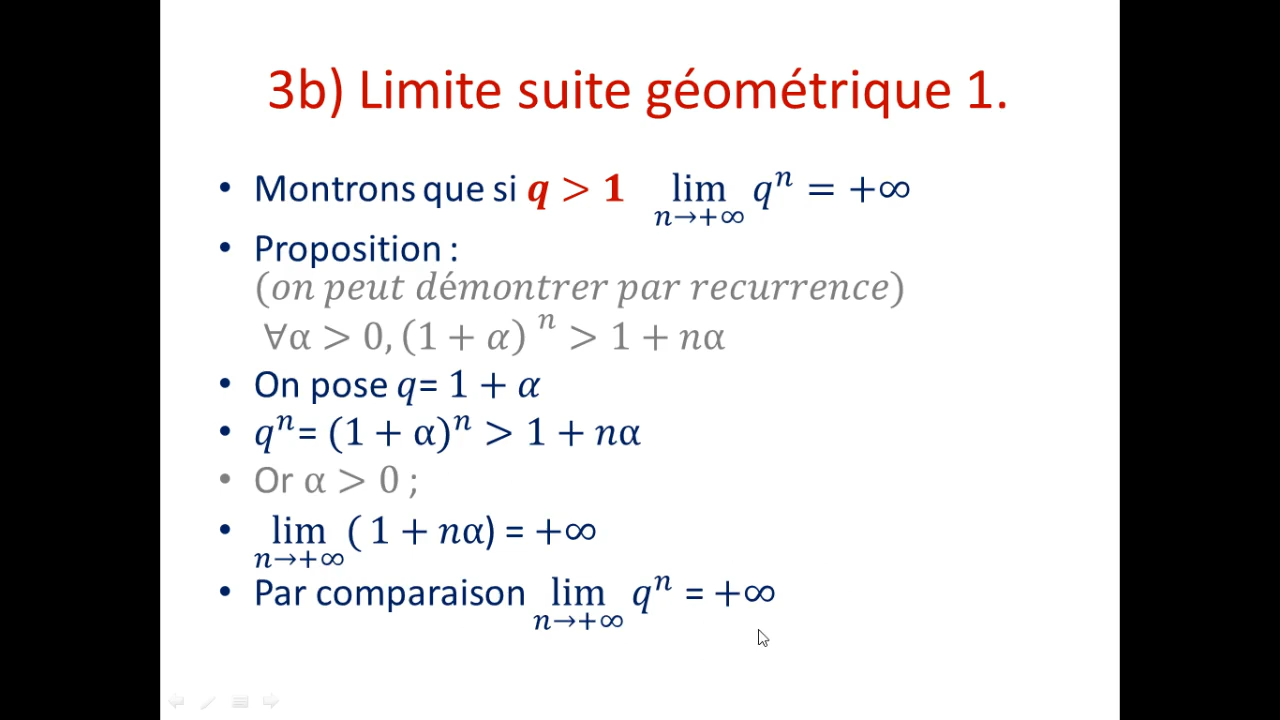 3b) Limite suite géométrique 1.
• Montrons que si q > 1 lim q^n = +∞
n→+∞
• Proposition :
(on peut démontrer par recurrence)
∀α > 0, (1 + α)^n > 1 + nα
• On pose q= 1 + α
• q^n= (1 + α)^n > 1 + nα
• Or α > 0 ;
• lim ( 1 + nα) = +∞
n→+∞
• Par comparaison lim q^n = +∞
n→+∞